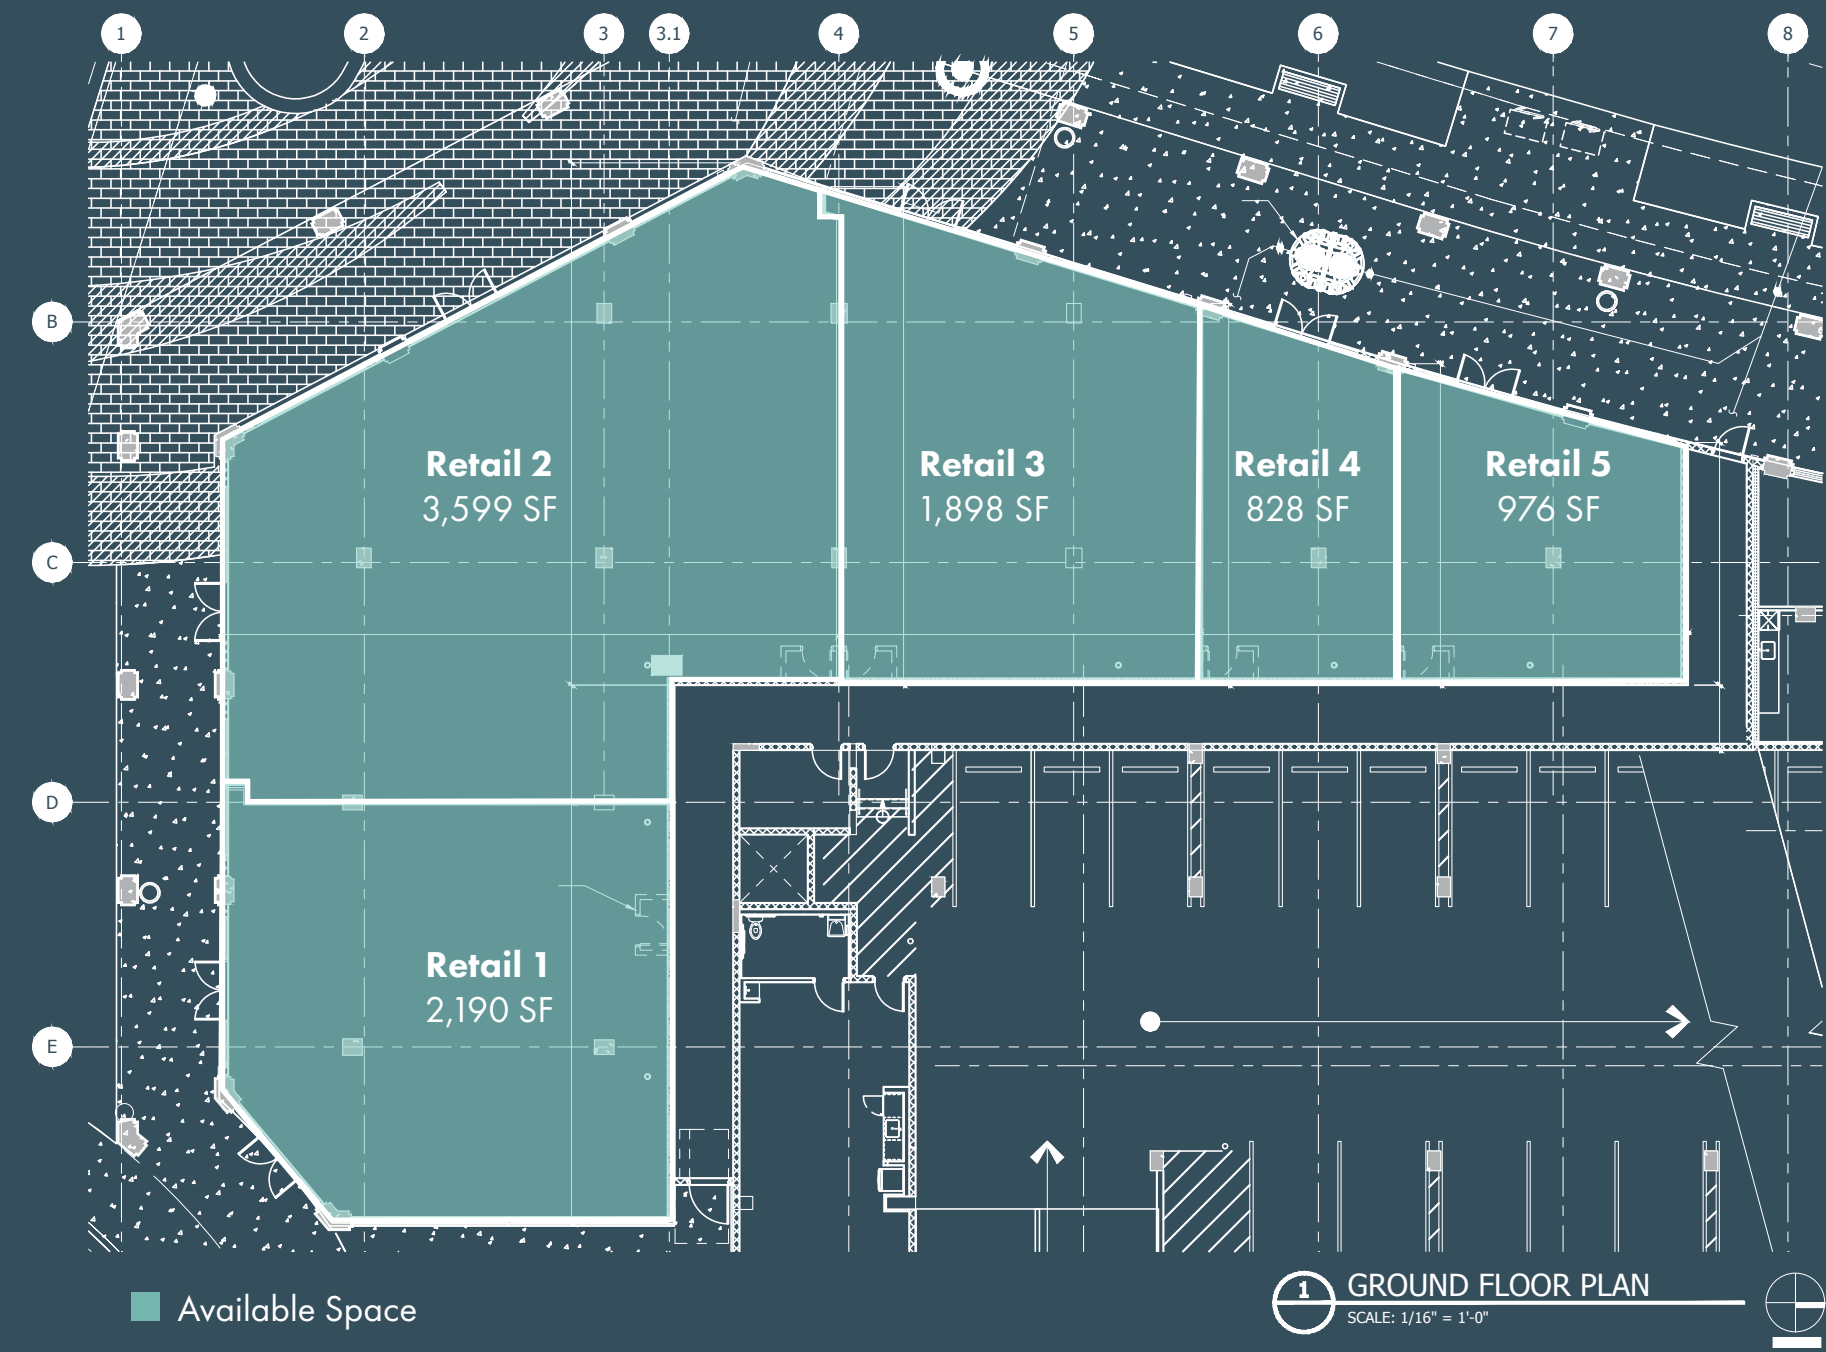 1 2 3 3.1 4 5 6 7 8
B
Retail 2 Retail 3 Retail 4 Retail 5
3,599 SF 1,898 SF 828 SF 976 SF
C
D
Retail 1
2,190 SF
E
1 GROUND FLOOR PLAN
SCALE: 1/16" = 1'-0"
Available Space